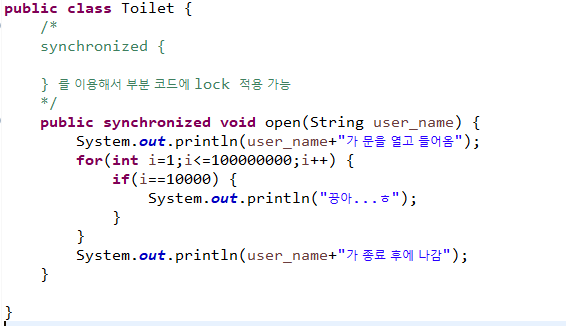 public class Toilet {
/*
synchronized {
} 를 이용해서 부분 코드에 lock 적용 가능
*/
public synchronized void open(String user_name) {
System.out.println(user_name+"가 문을 열고 들어옴");
for(int i=1;i<=100000000;i++) {
if(i==10000) {
System.out.println("끙아...ㅎ");
}
}
System.out.println(user_name+"가 종료 후에 나감");
}
}